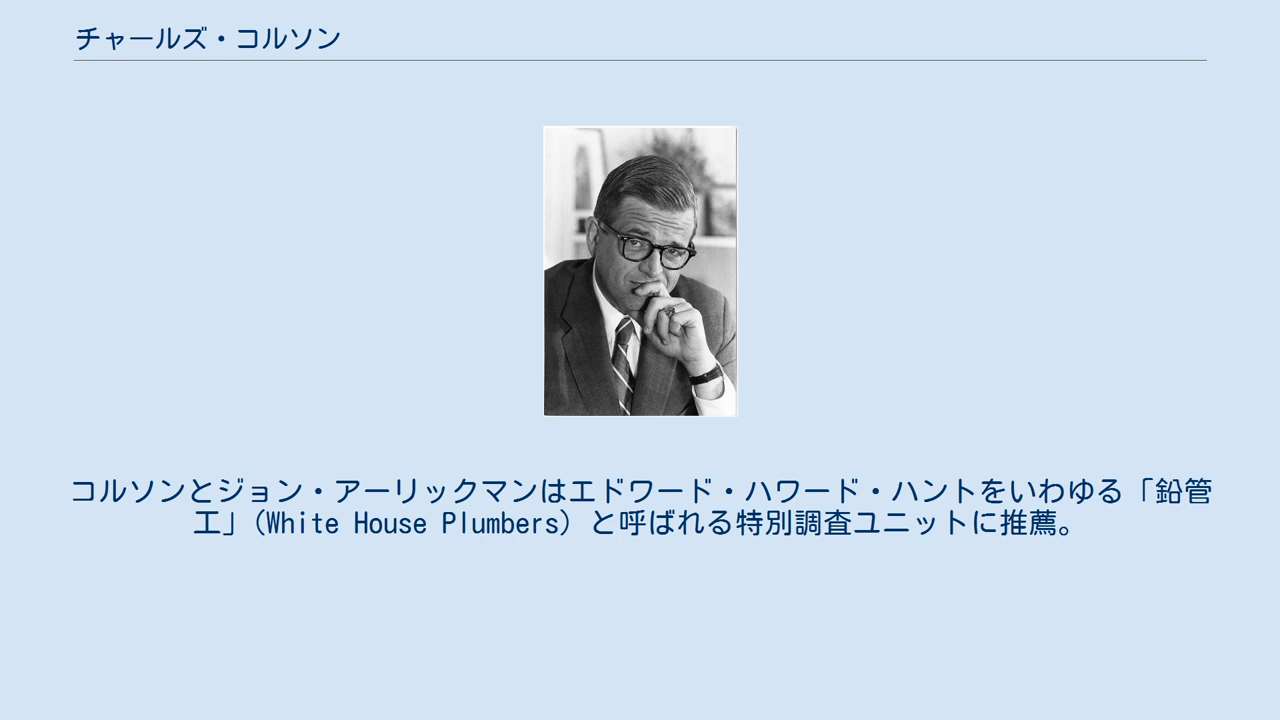 チャールズ・コルソン
コルソンとジョン・アーリックマンはエドワード・ハワード・ハントをいわゆる「鉛管
工」(White House Plumbers) と呼ばれる特別調査ユニットに推薦。